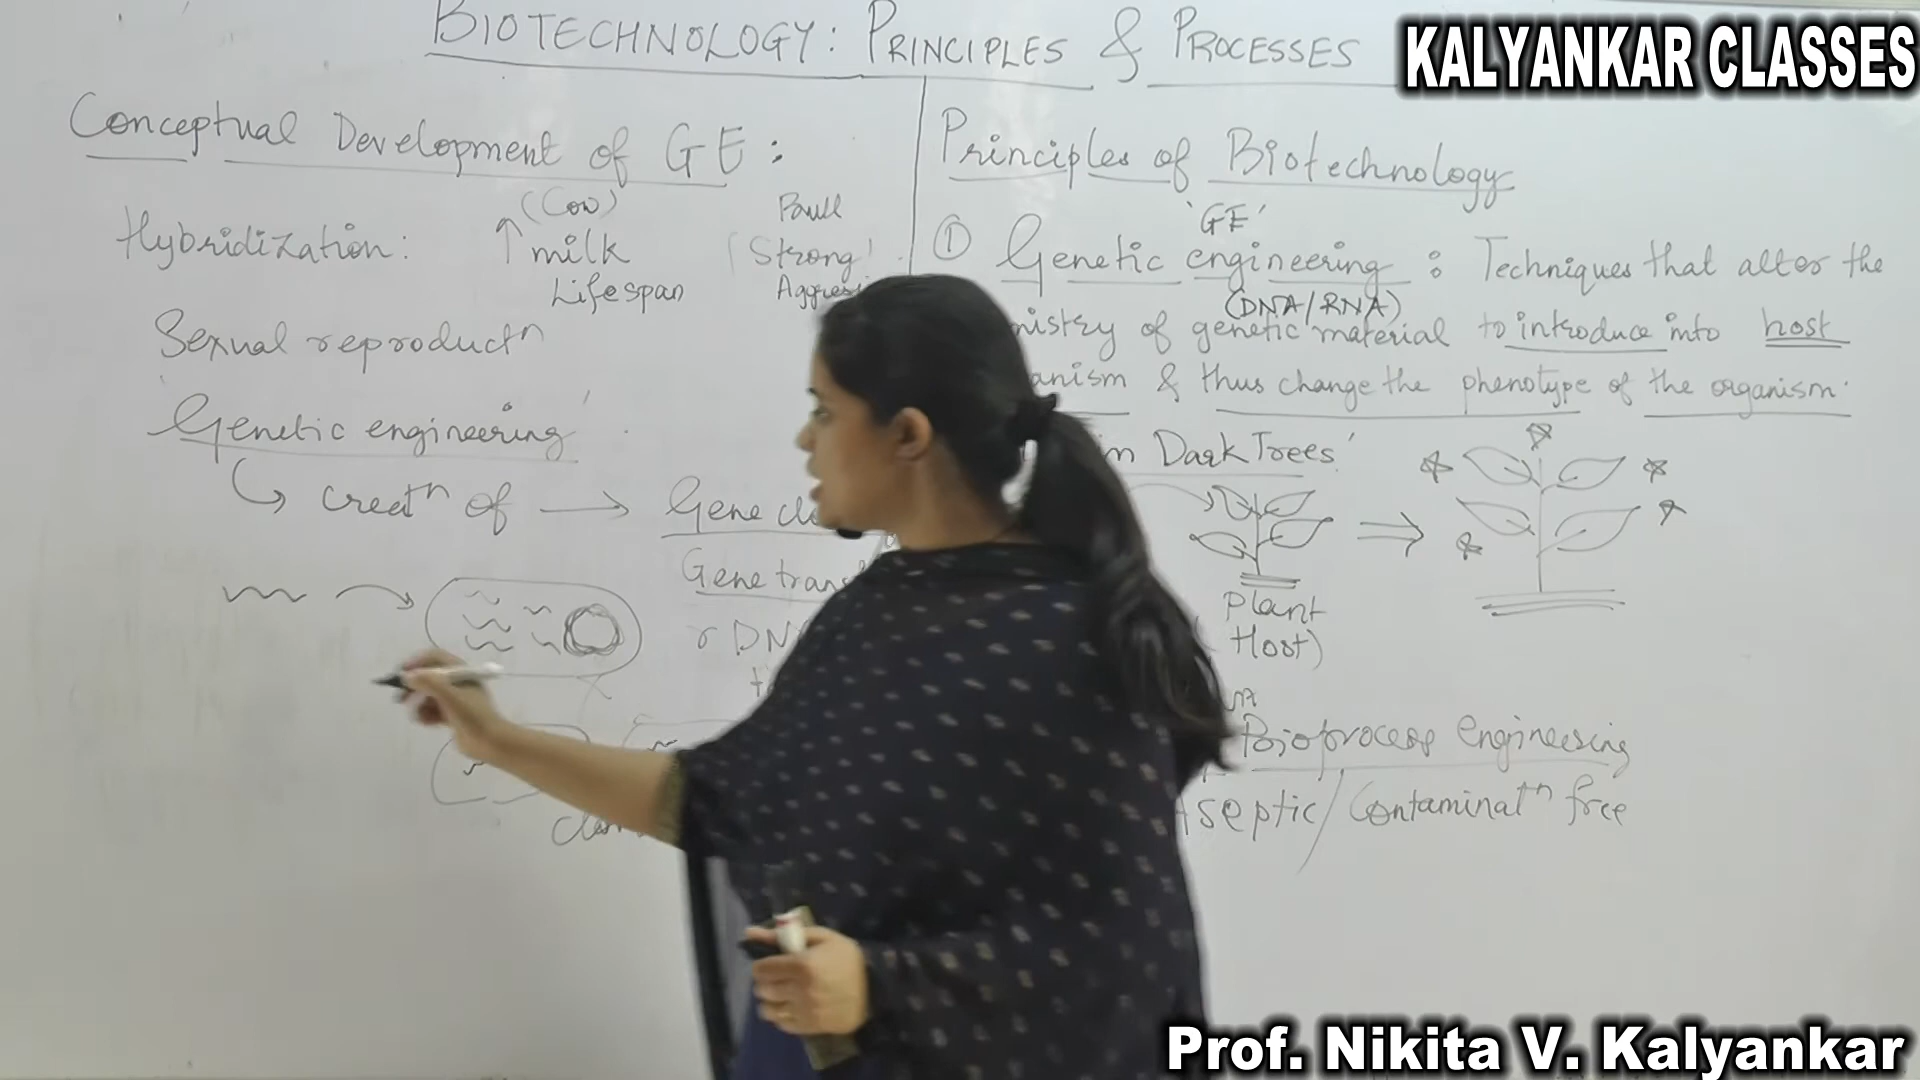 BIOTECHNOLOGY: PRINCIPLES & PROCESSES
KALYANKAR CLASSES
Conceptual Development of GE:
Hybridization:
(Cow)
↑ milk
Lifespan
Strong
Sexual reproductⁿ
'Genetic engineering'
↳ creatⁿ of →
Gene
Gene
Principles of Biotechnology
'GE'
① Genetic engineering : Techniques that alter the
(DNA/RNA)
of genetic material to introduce into host
& thus change the phenotype of the organism.
Dark Trees'
Plant
Host)
Bioprocess Engineering
Aseptic/Contaminatⁿ free
Prof. Nikita V. Kalyankar